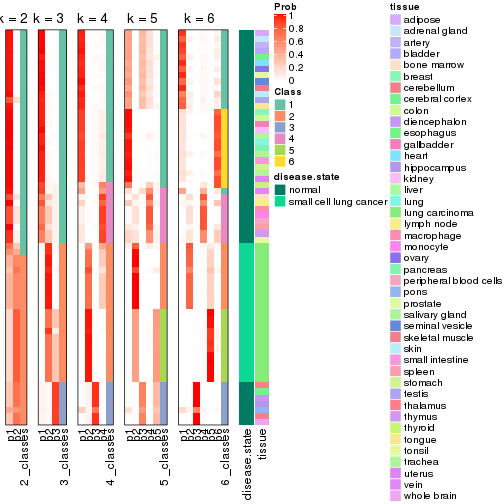 k = 2 k = 3 k = 4 k = 5 k = 6
Prob
1
0.8
0.6
0.4
0.2
0
Class
1
2
3
4
5
6
disease.state
normal
small cell lung cancer
tissue
adipose
adrenal gland
artery
bladder
bone marrow
breast
cerebellum
cerebral cortex
colon
diencephalon
esophagus
gallbadder
heart
hippocampus
kidney
liver
lung
lung carcinoma
lymph node
macrophage
monocyte
ovary
pancreas
peripheral blood cells
pons
prostate
salivary gland
seminal vesicle
skeletal muscle
skin
small intestine
spleen
stomach
testis
thalamus
thymus
thyroid
tongue
tonsil
trachea
uterus
vein
whole brain
p1 p2 2_classes p1 p2 p3 3_classes p1 p2 p3 p4 4_classes p1 p2 p3 p4 p5 5_classes p1 p2 p3 p4 p5 p6 6_classes disease.state tissue